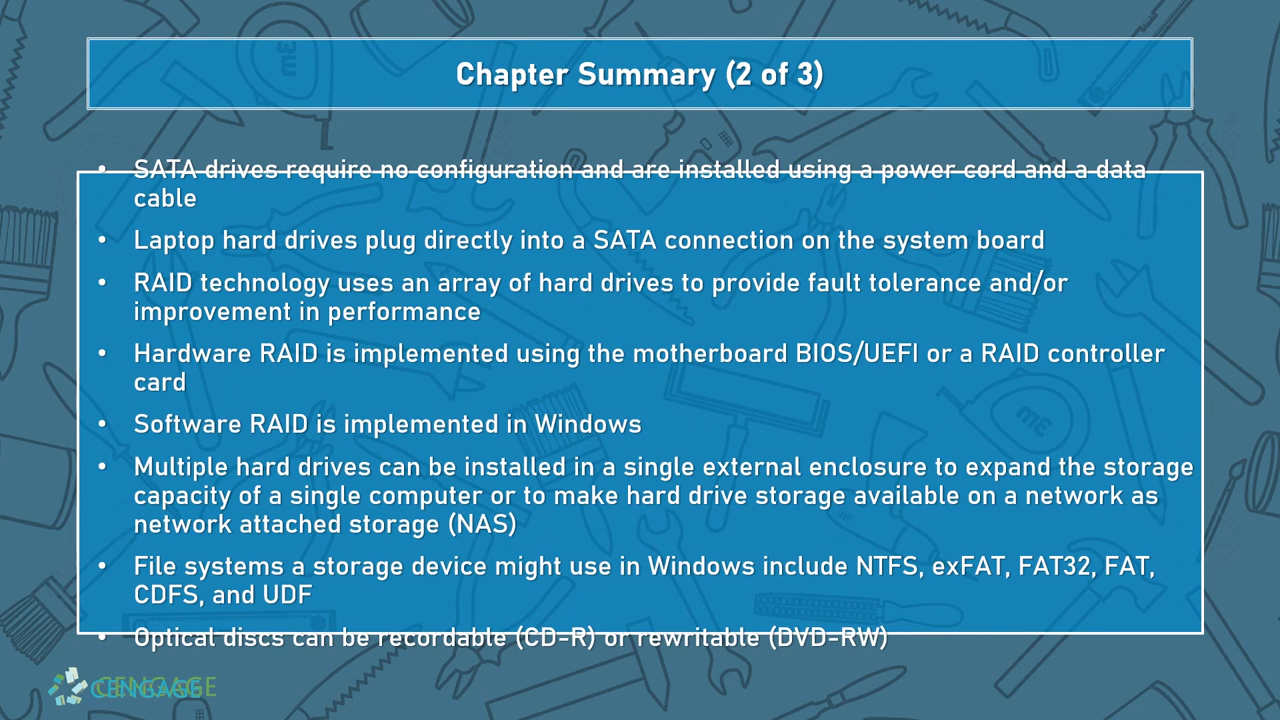 Chapter Summary (2 of 3)
• SATA drives require no configuration and are installed using a power cord and a data
cable
• Laptop hard drives plug directly into a SATA connection on the system board
• RAID technology uses an array of hard drives to provide fault tolerance and/or
improvement in performance
• Hardware RAID is implemented using the motherboard BIOS/UEFI or a RAID controller
card
• Software RAID is implemented in Windows
• Multiple hard drives can be installed in a single external enclosure to expand the storage
capacity of a single computer or to make hard drive storage available on a network as
network attached storage (NAS)
• File systems a storage device might use in Windows include NTFS, exFAT, FAT32, FAT,
CDFS, and UDF
• Optical discs can be recordable (CD-R) or rewritable (DVD-RW)
CENGAGE